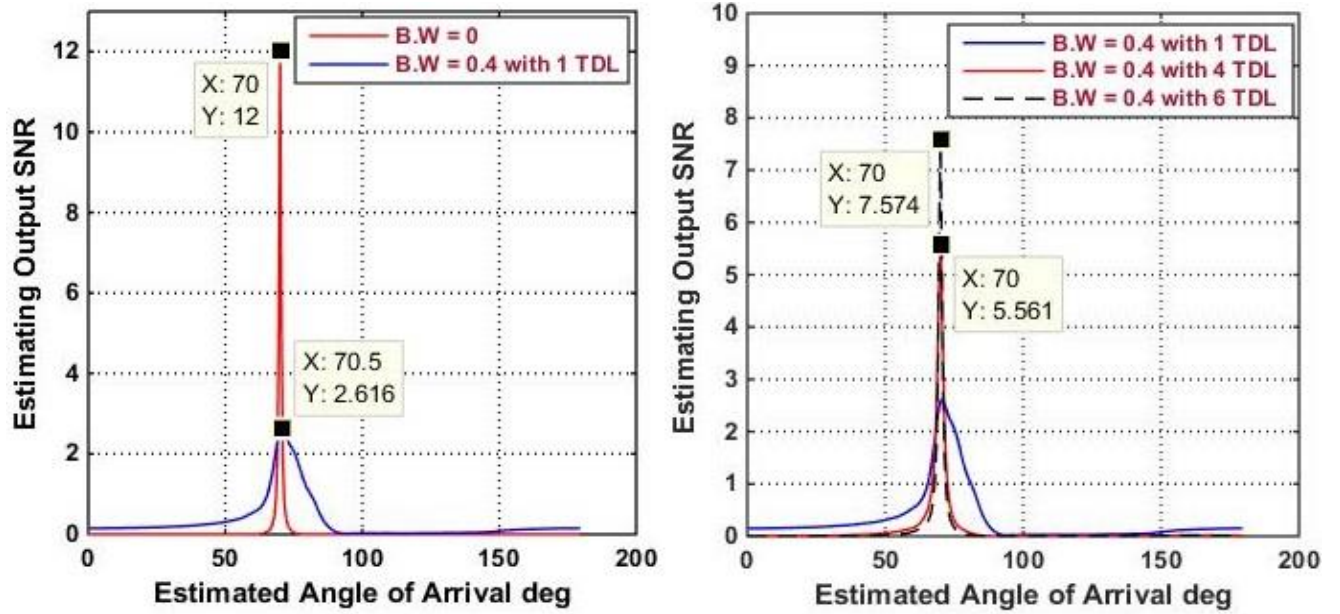 Estimating Output SNR
12
10
8
6
4
2
0
B.W = 0
B.W = 0.4 with 1 TDL
X: 70
Y: 12
X: 70.5
Y: 2.616
0 50 100 150 200
Estimated Angle of Arrival deg
Estimating Output SNR
10
9
8
7
6
5
4
3
2
1
0
B.W = 0.4 with 1 TDL
B.W = 0.4 with 4 TDL
B.W = 0.4 with 6 TDL
X: 70
Y: 7.574
X: 70
Y: 5.561
0 50 100 150 200
Estimated Angle of Arrival deg